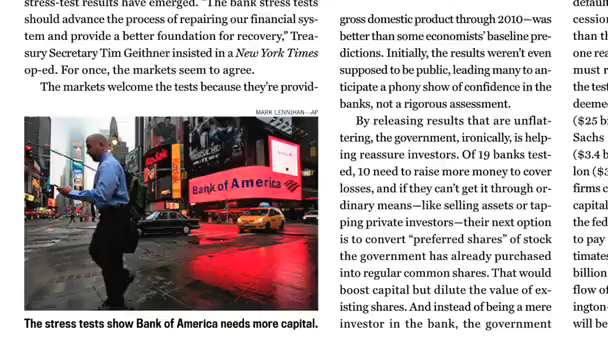 stress-test results have emerged. "The bank stress tests
should advance the process of repairing our financial sys-
tem and provide a better foundation for recovery," Trea-
sury Secretary Tim Geithner insisted in a New York Times
op-ed. For once, the markets seem to agree.
The markets welcome the tests because they're provid-
MARK LENNIHAN—AP
Bank of America
The stress tests show Bank of America needs more capital.
gross domestic product through 2010—was
better than some economists' baseline pre-
dictions. Initially, the results weren't even
supposed to be public, leading many to an-
ticipate a phony show of confidence in the
banks, not a rigorous assessment.
By releasing results that are unflat-
tering, the government, ironically, is help-
ing reassure investors. Of 19 banks test-
ed, 10 need to raise more money to cover
losses, and if they can't get it through or-
dinary means—like selling assets or tap-
ping private investors—their next option
is to convert "preferred shares" of stock
the government has already purchased
into regular common shares. That would
boost capital but dilute the value of ex-
isting shares. And instead of being a mere
investor in the bank, the government
defaul
cession
than th
one rea
must r
the test
deeme
($25 bi
Sachs
($3.4 b
lon ($3
firms c
capital
the fed
to pay
timates
billion
flow of
ington-
will be